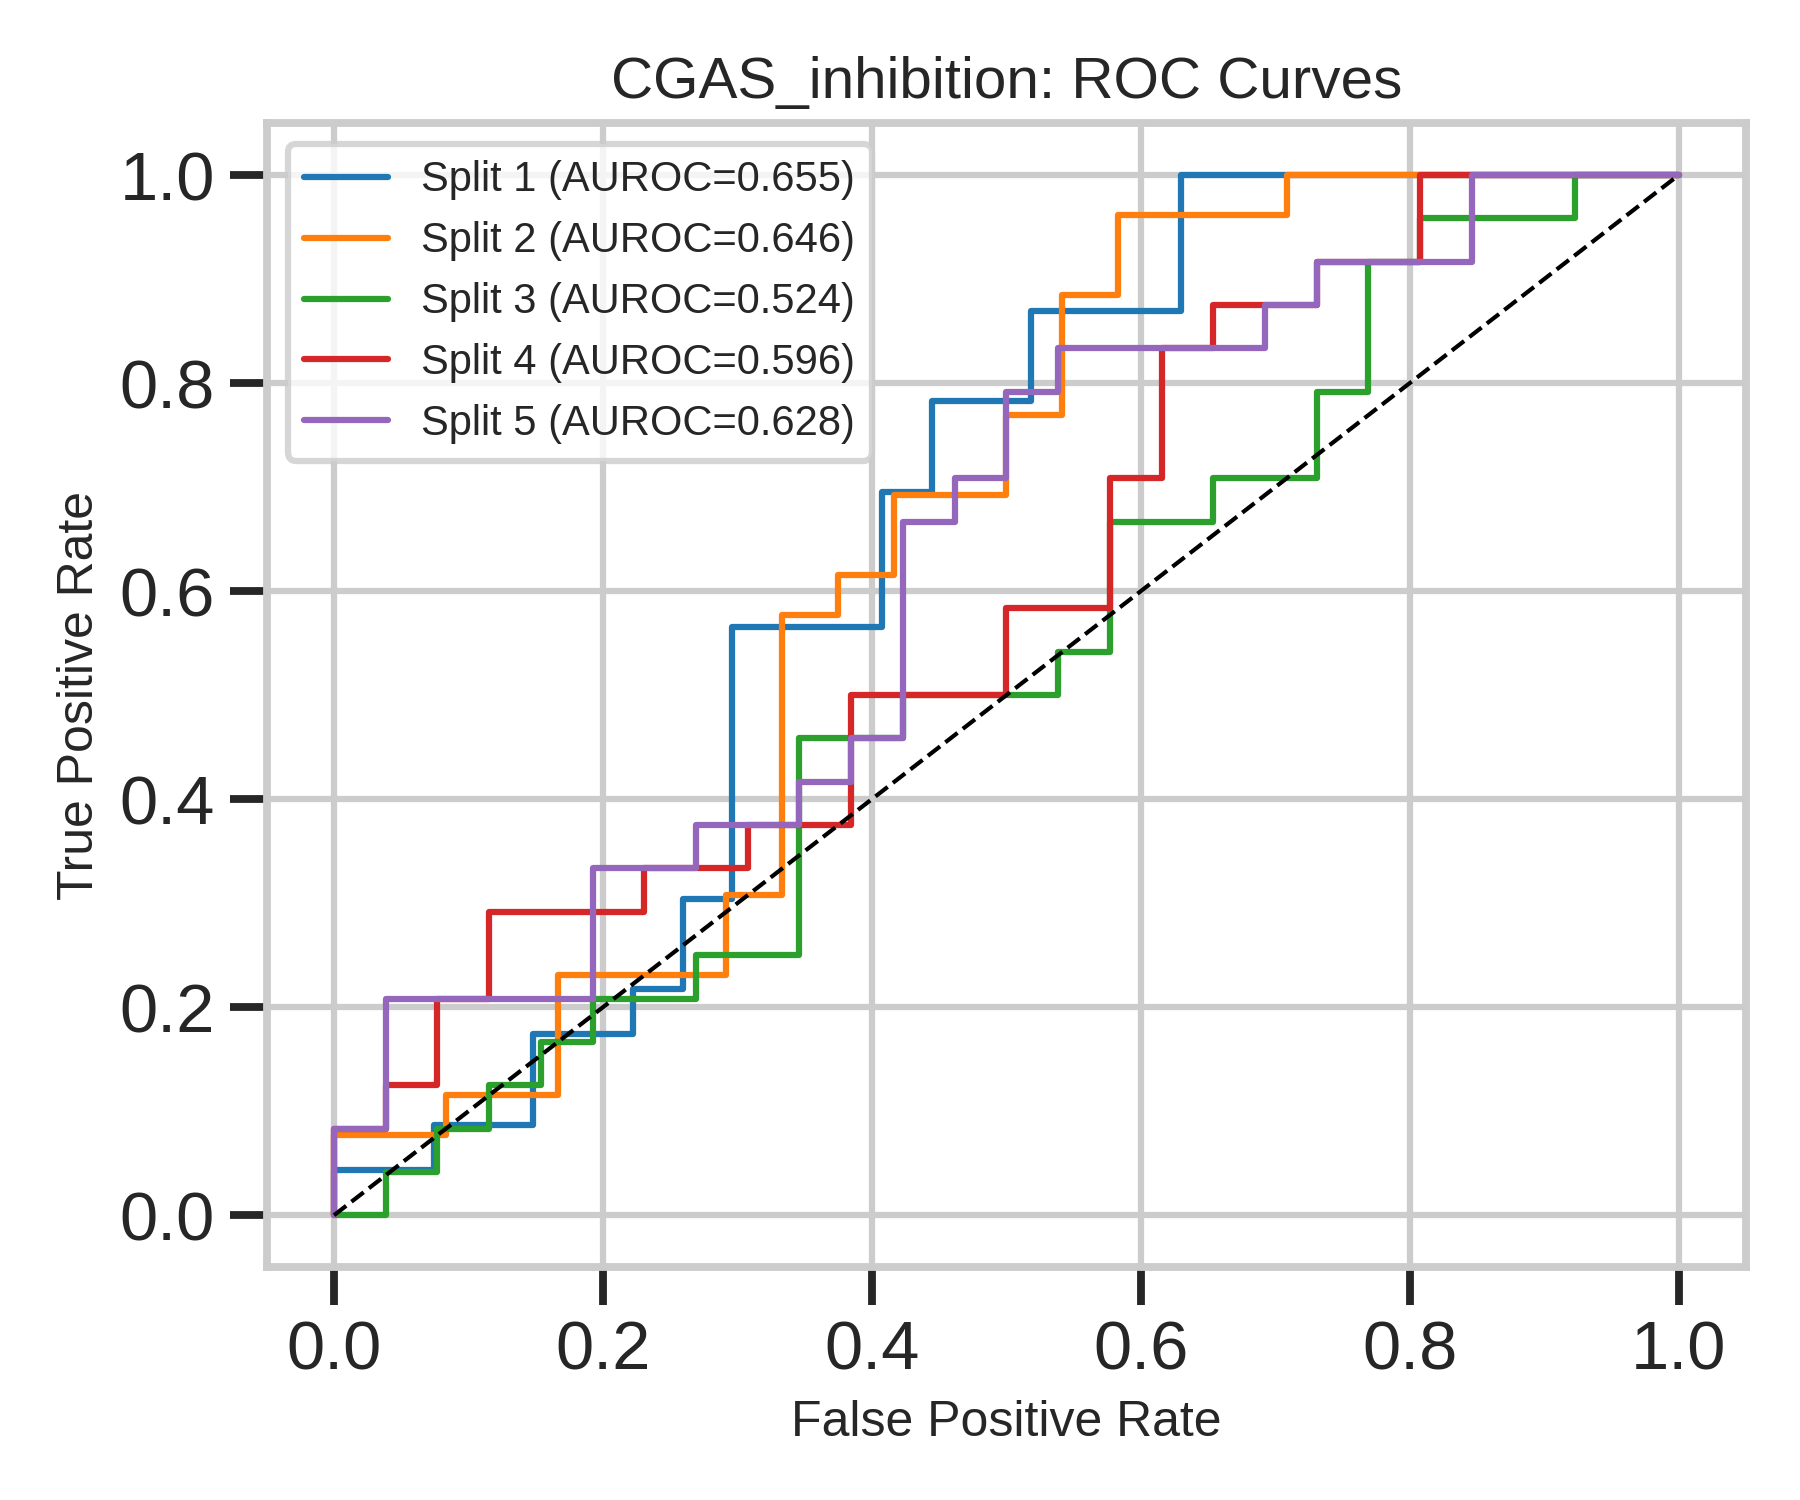 CGAS_inhibition: ROC Curves
Split 1 (AUROC=0.655)
Split 2 (AUROC=0.646)
Split 3 (AUROC=0.524)
Split 4 (AUROC=0.596)
Split 5 (AUROC=0.628)
True Positive Rate
1.0
0.8
0.6
0.4
0.2
0.0
0.0 0.2 0.4 0.6 0.8 1.0
False Positive Rate